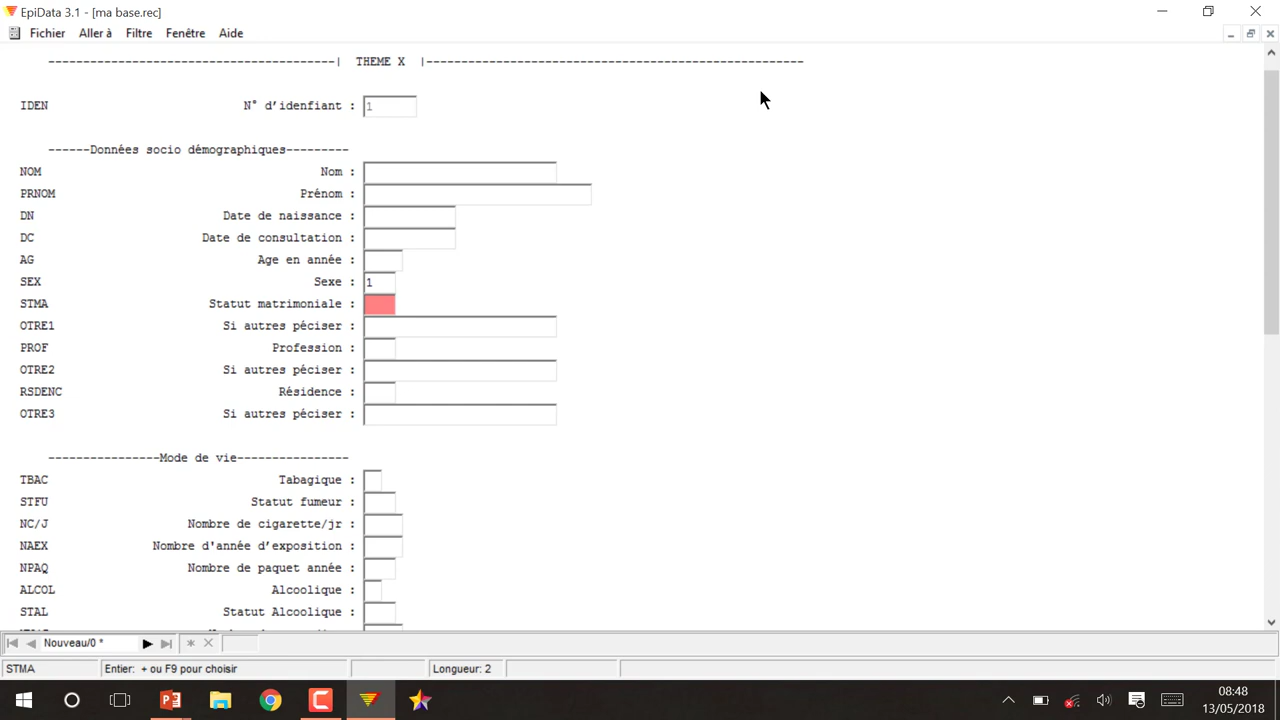 EpiData 3.1 - [ma base.rec]
Fichier Aller à Filtre Fenêtre Aide
-----------------------------------------| THEME X |------------------------------------------------------
IDEN N° d’idenfiant : 1
------Données socio démographiques---------
NOM Nom :
PRNOM Prénom :
DN Date de naissance :
DC Date de consultation :
AG Age en année :
SEX Sexe : 1
STMA Statut matrimoniale :
OTRE1 Si autres péciser :
PROF Profession :
OTRE2 Si autres péciser :
RSDENC Résidence :
OTRE3 Si autres péciser :
----------------Mode de vie----------------
TBAC Tabagique :
STFU Statut fumeur :
NC/J Nombre de cigarette/jr :
NAEX Nombre d'année d’exposition :
NPAQ Nombre de paquet année :
ALCOL Alcoolique :
STAL Statut Alcoolique :
Nouveau/0 *
STMA Entier: + ou F9 pour choisir Longueur: 2
08:48
13/05/2018